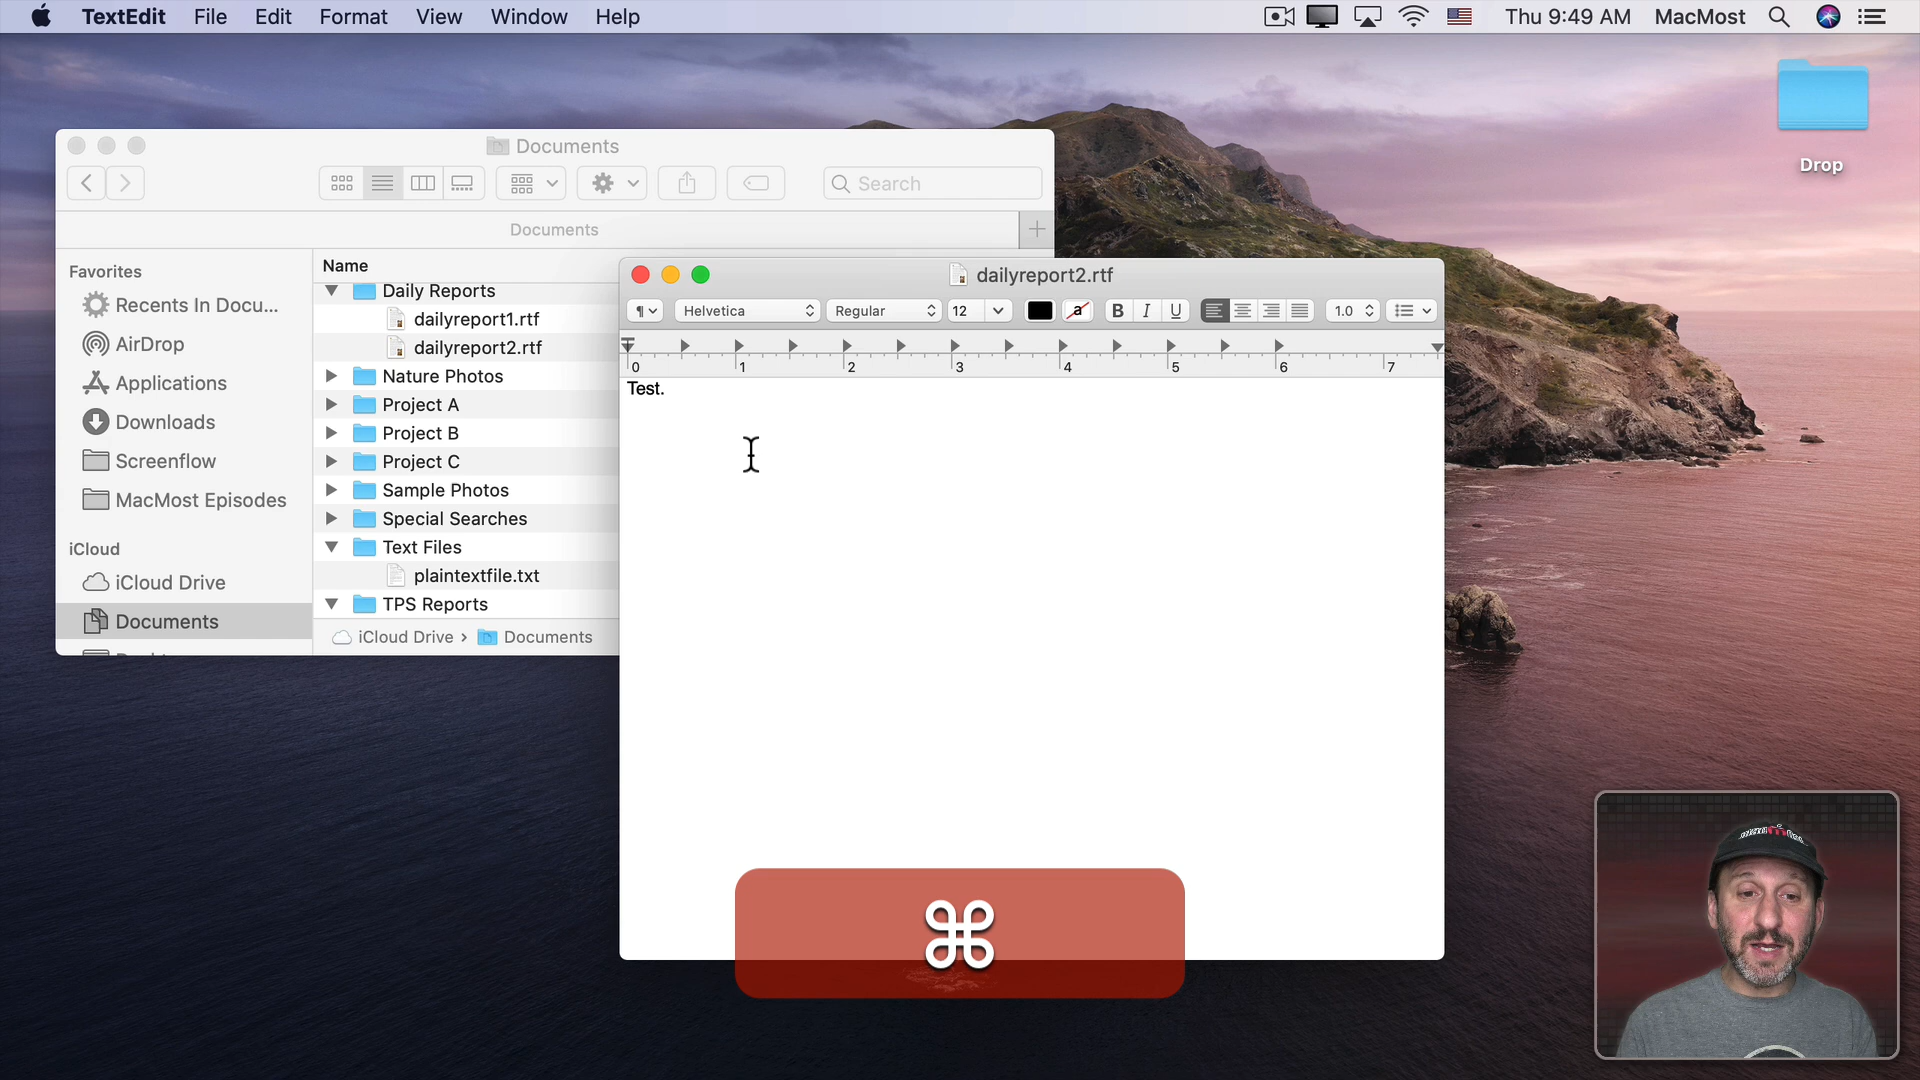 TextEdit File Edit Format View Window Help Thu 9:49 AM MacMost
Drop
Documents
Search
Documents
Favorites
Recents In Docu...
AirDrop
Applications
Downloads
Screenflow
MacMost Episodes
iCloud
iCloud Drive
Documents
Name
Daily Reports
dailyreport1.rtf
dailyreport2.rtf
Nature Photos
Project A
Project B
Project C
Sample Photos
Special Searches
Text Files
plaintextfile.txt
TPS Reports
iCloud Drive › Documents
dailyreport2.rtf
¶ Helvetica Regular 12 a B I U 1.0
0 1 2 3 4 5 6 7
Test.
⌘